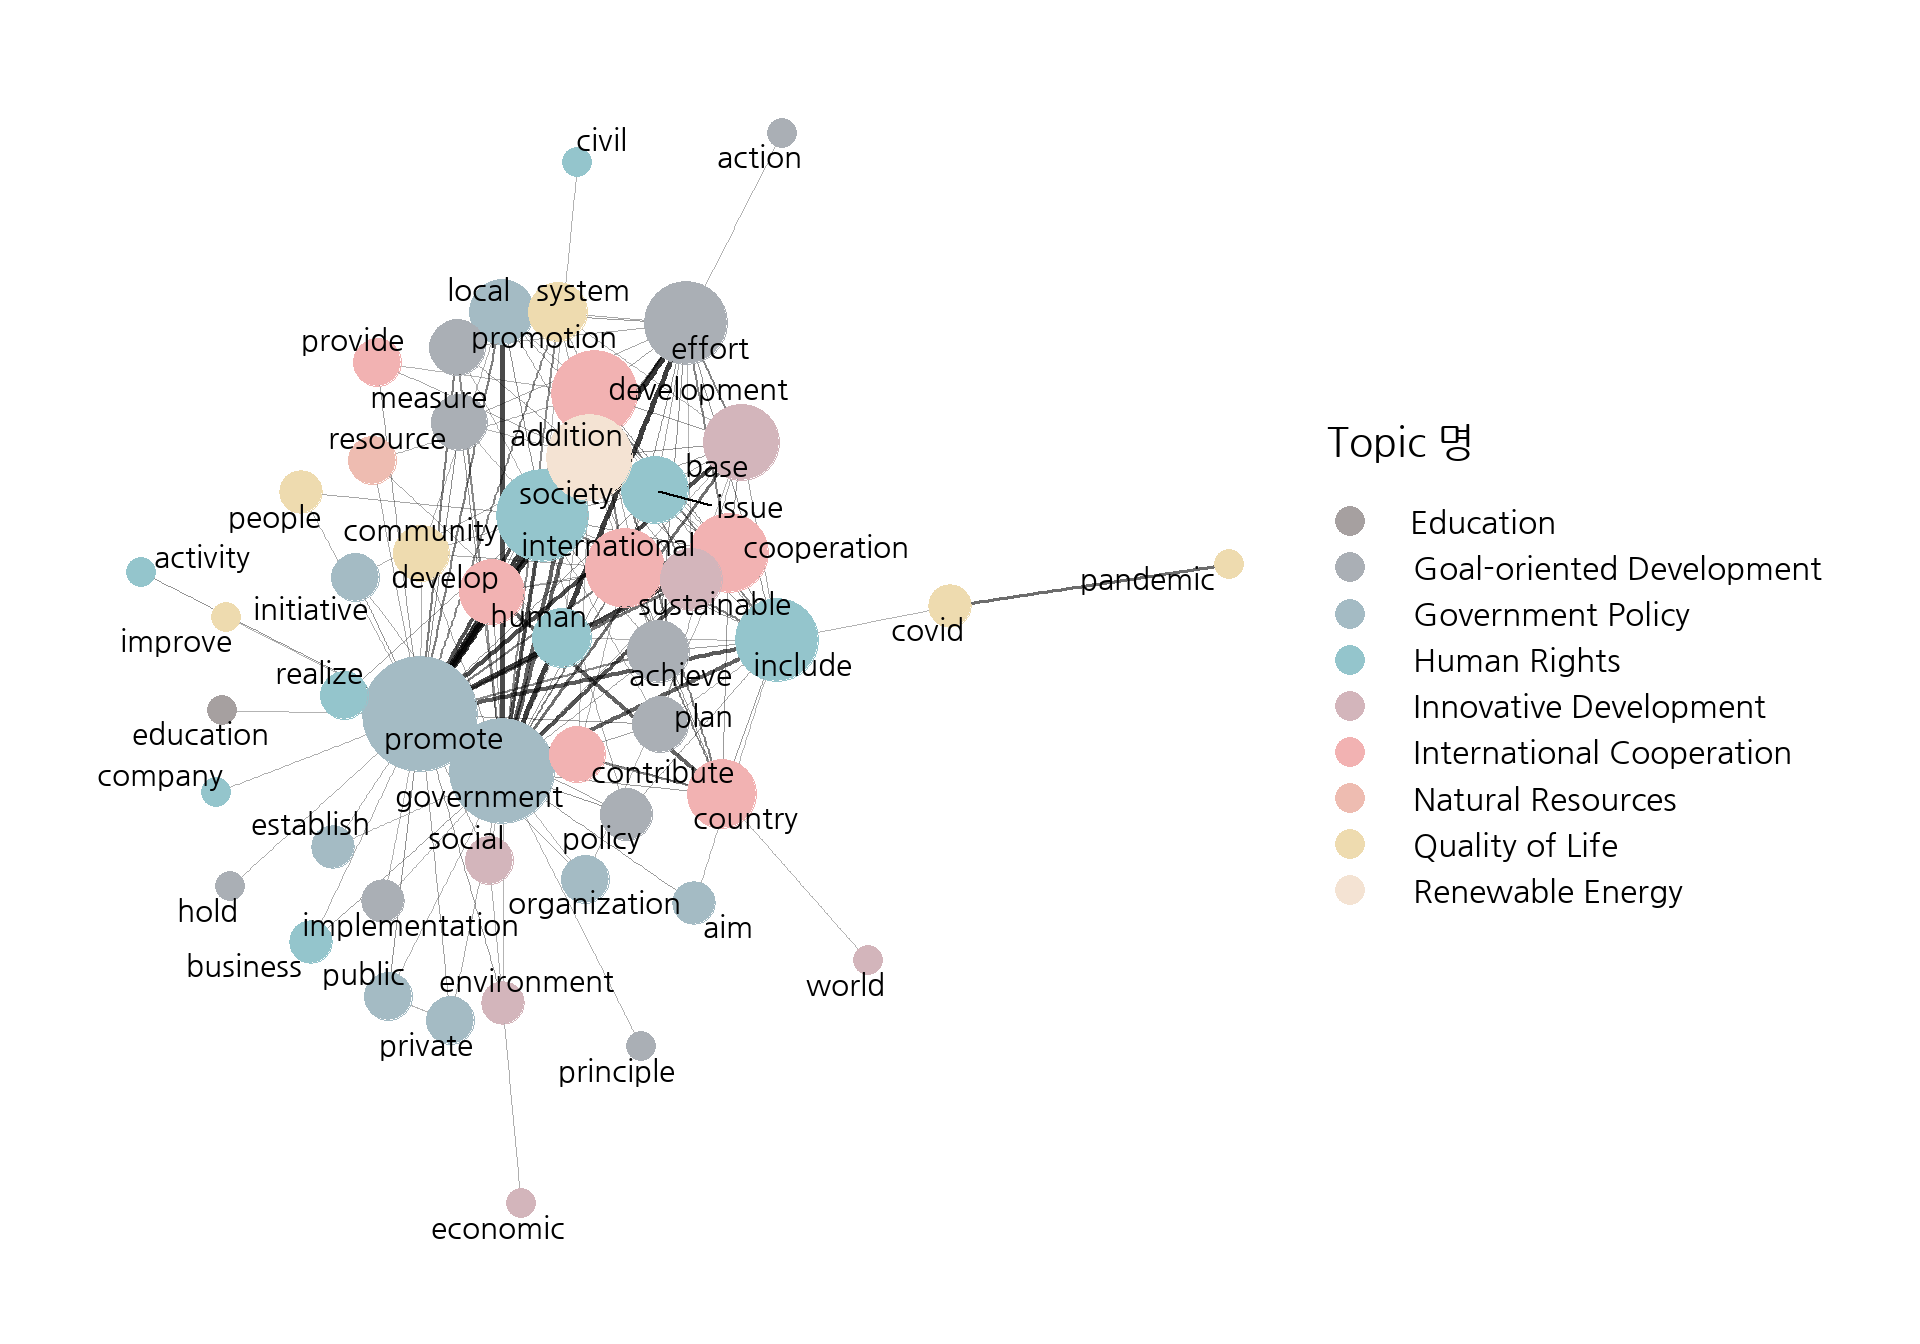 civil
action
local
system
provide
promotion
effort
measure
development
resource
addition
base
society
issue
people
community
international
cooperation
activity
develop
pandemic
initiative
human
sustainable
improve
covid
realize
achieve
include
education
promote
plan
company
contribute
government
establish
social
policy
country
hold
implementation
organization
aim
business
public
environment
world
private
principle
economic
Topic 명
Education
Goal-oriented Development
Government Policy
Human Rights
Innovative Development
International Cooperation
Natural Resources
Quality of Life
Renewable Energy